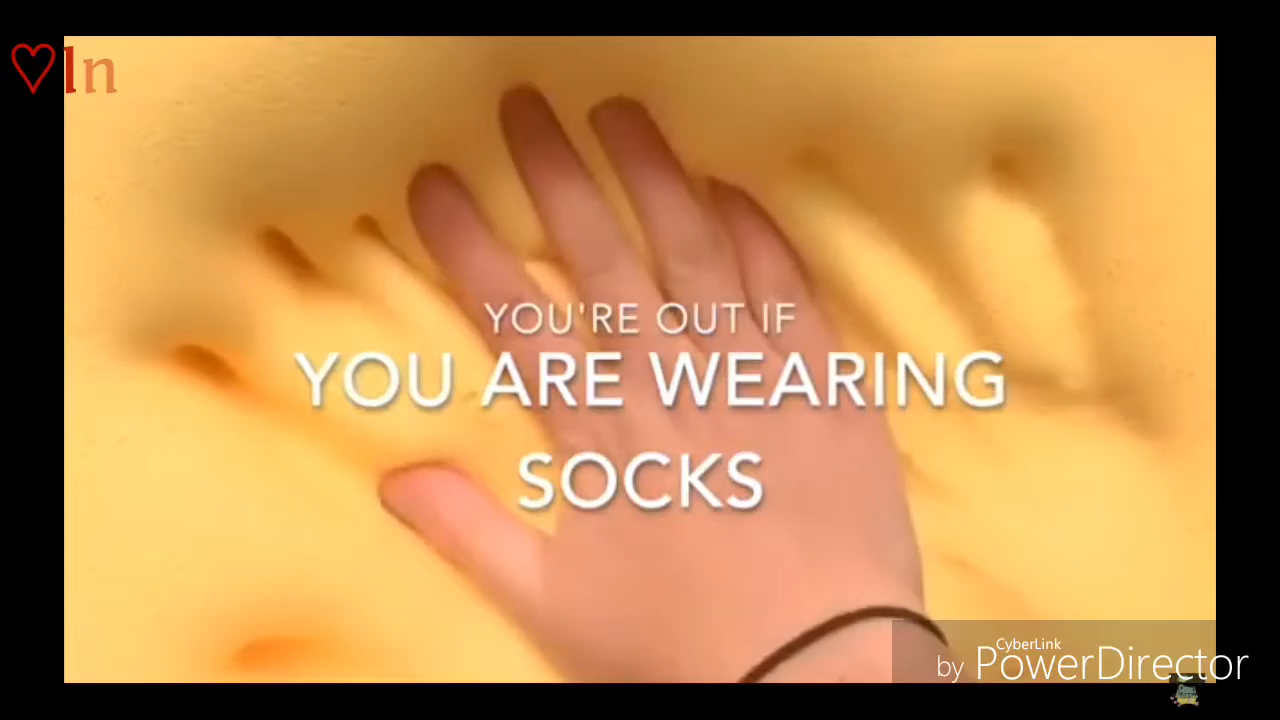 ♡ln
YOU'RE OUT IF
YOU ARE WEARING
SOCKS
CyberLink
by PowerDirector